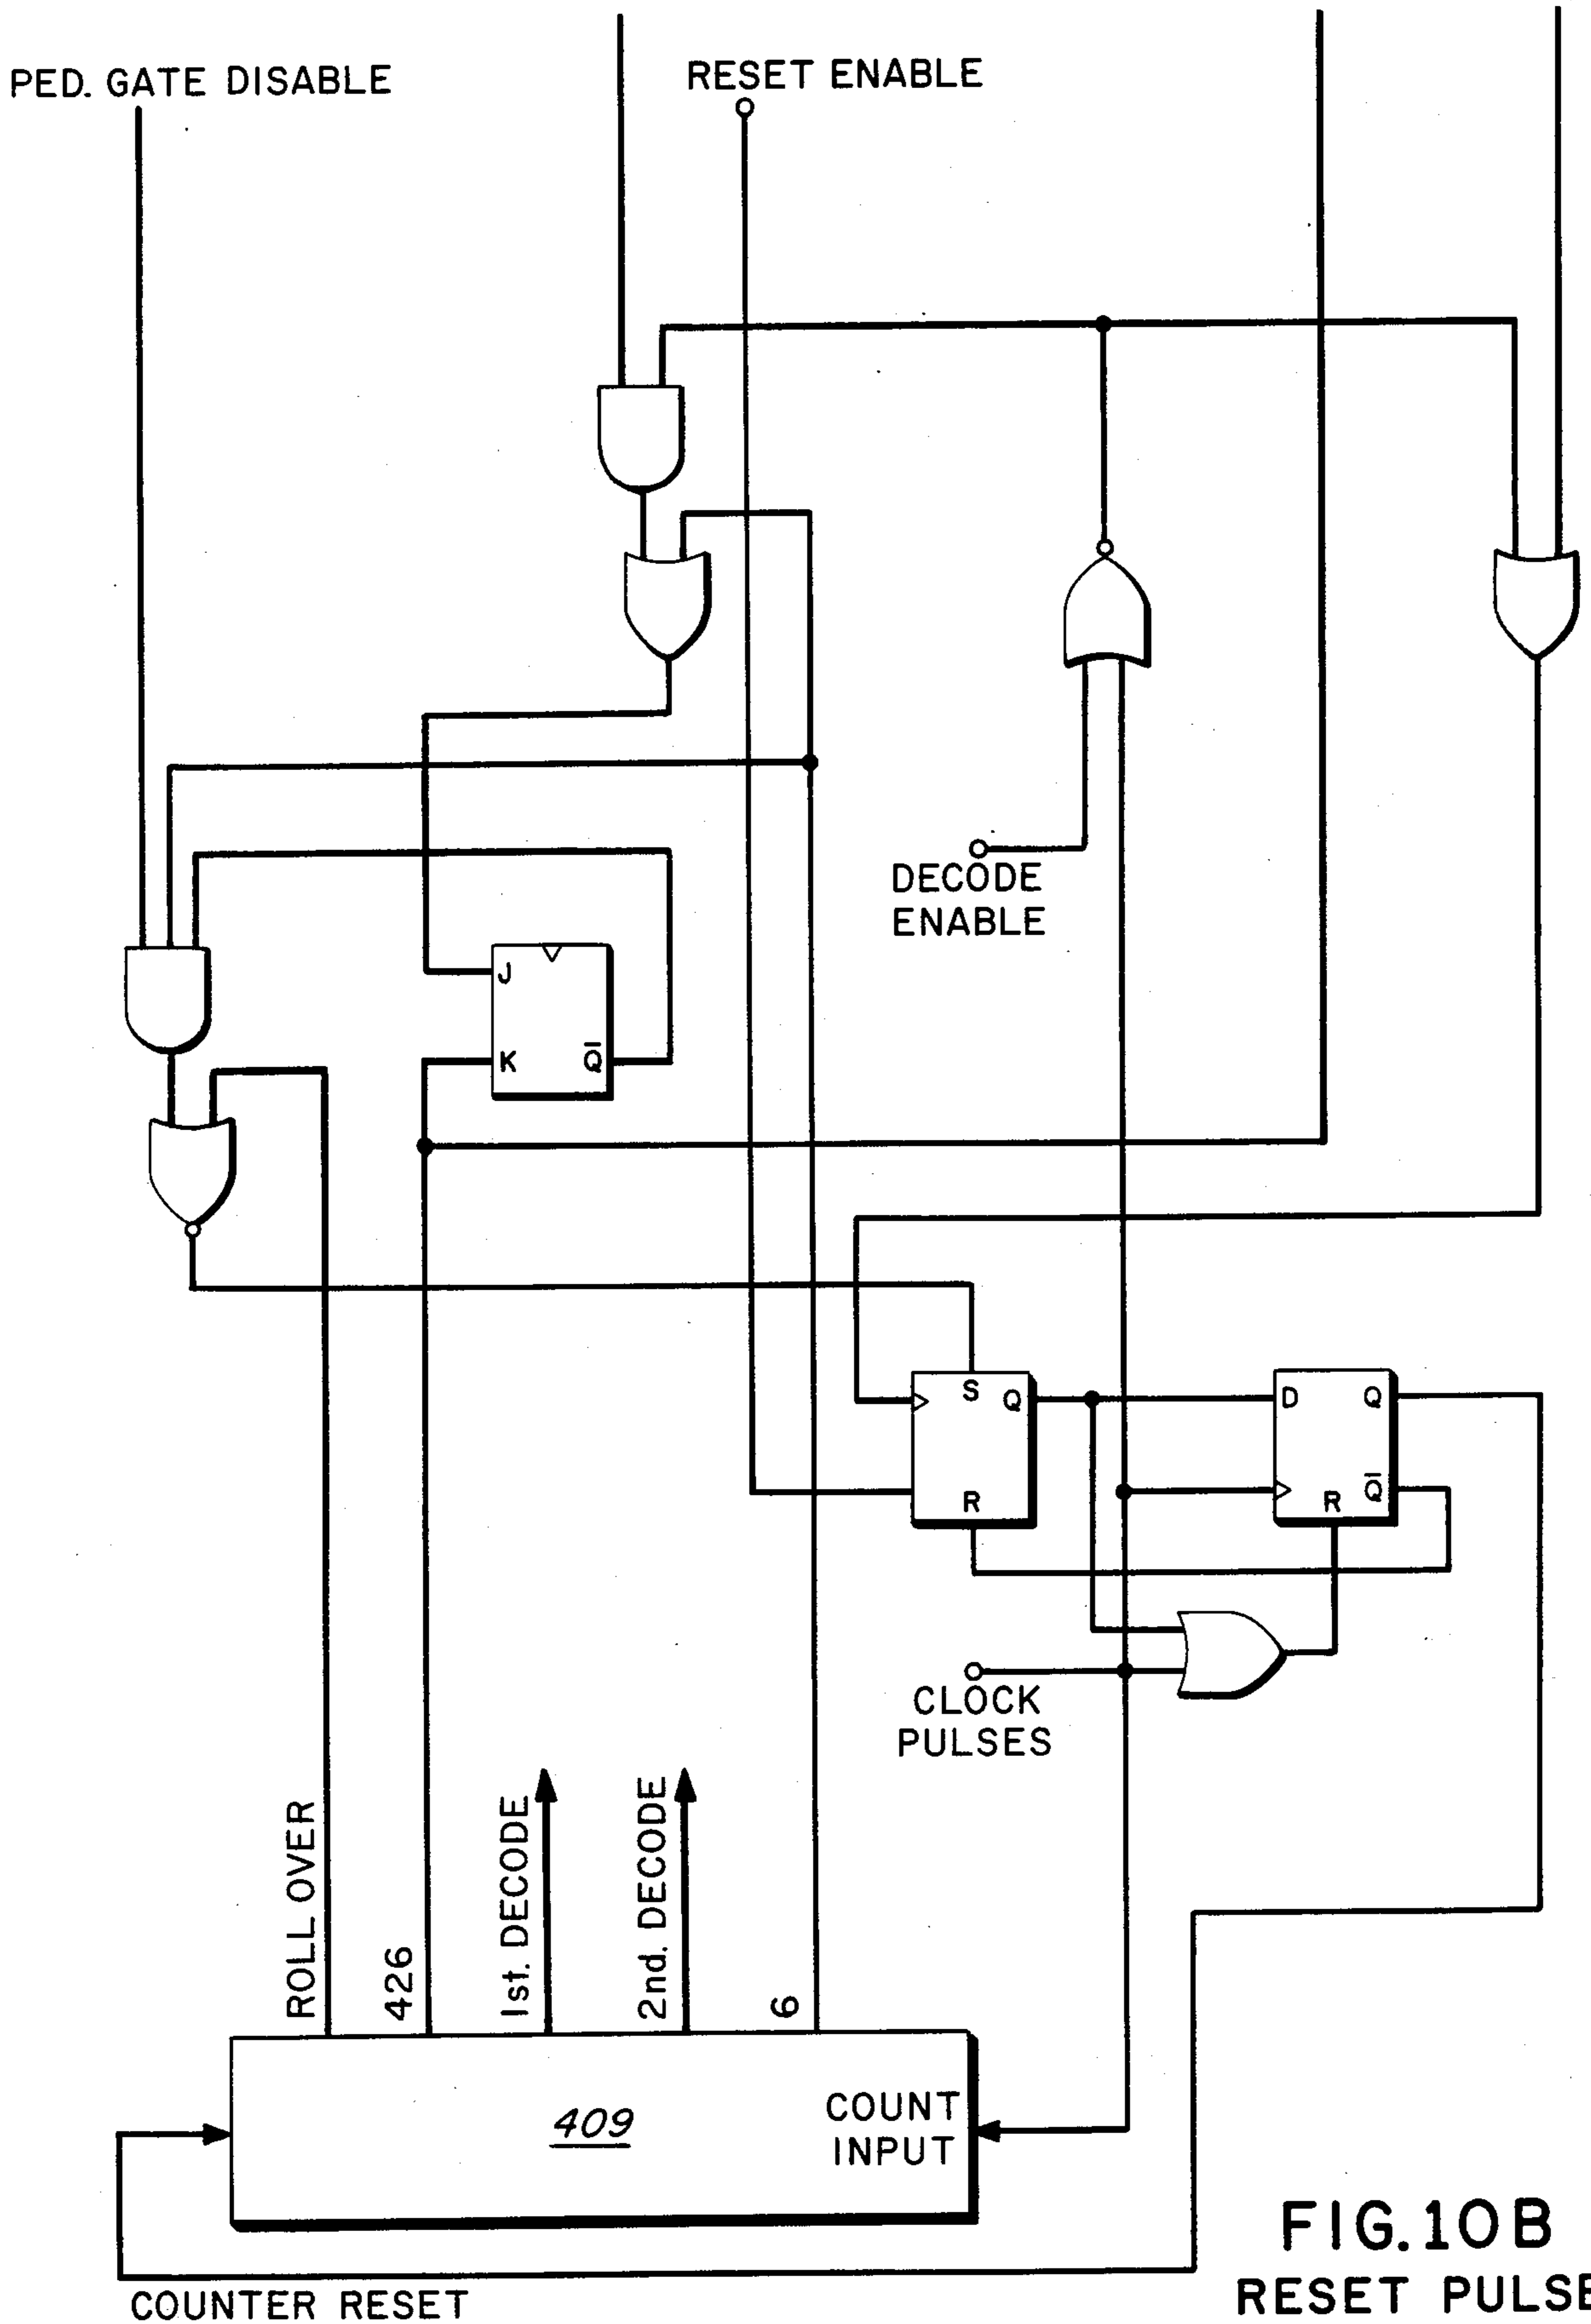 PED. GATE DISABLE
RESET ENABLE
DECODE
ENABLE
J
K
Q̄
S
Q
R
D
Q
R
Q̄
CLOCK
PULSES
ROLL OVER
426
1st. DECODE
2nd. DECODE
6
409
COUNT
INPUT
COUNTER RESET
FIG.10B
RESET PULSE